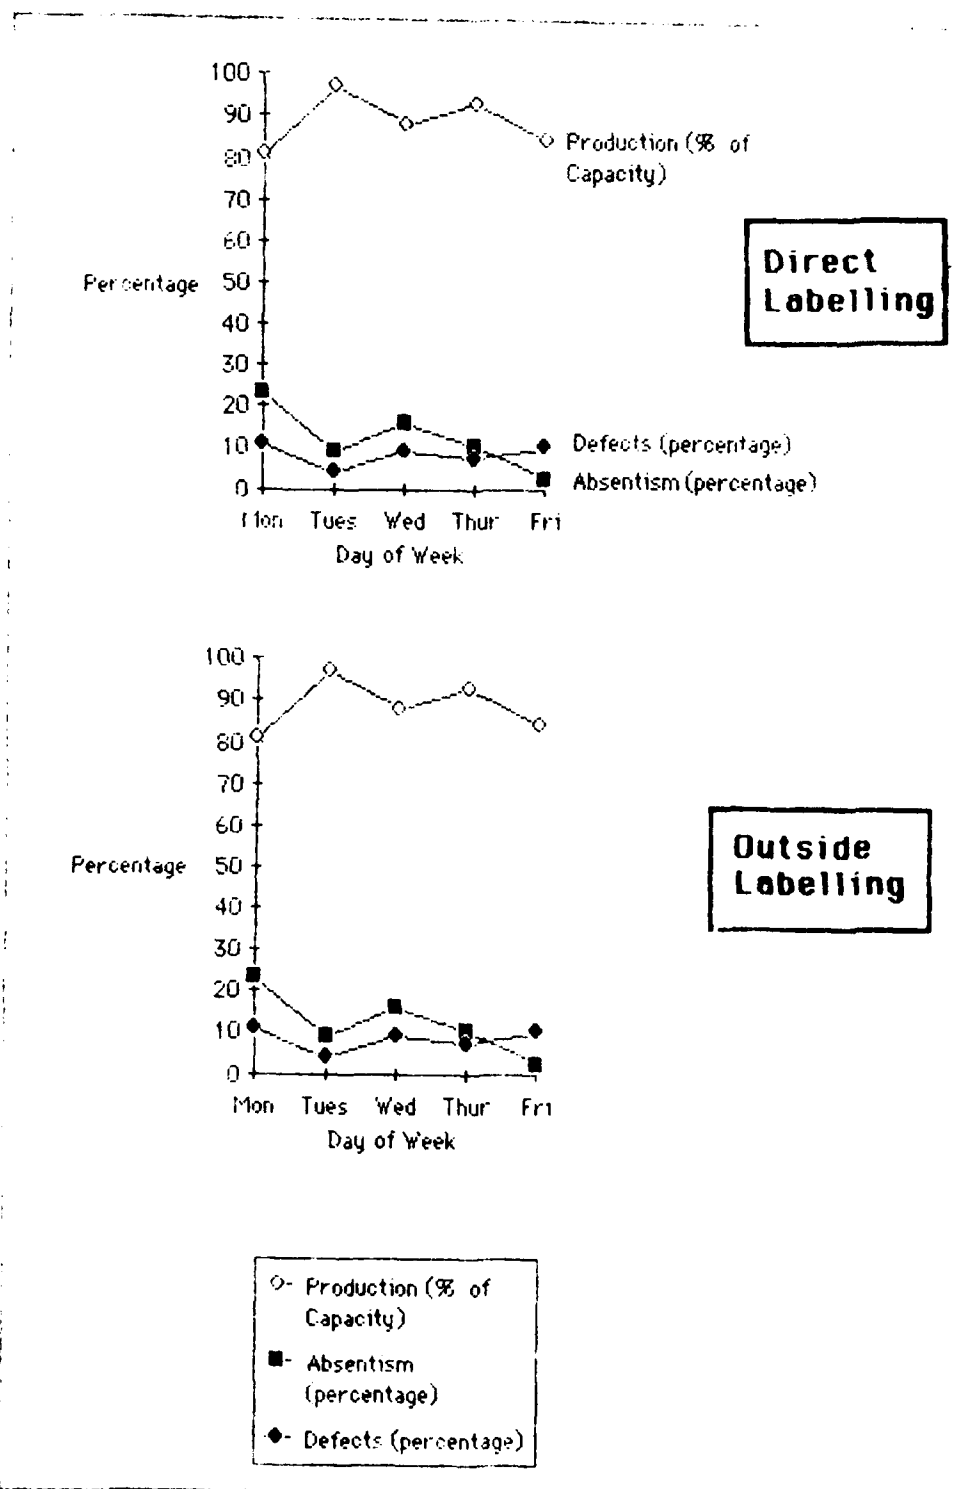 100
90
80
70
60
Percentage 50
40
30
20
10
0
Mon Tues Wed Thur Fri
Day of Week
Production (% of
Capacity)
Defects (percentage)
Absentism (percentage)
Direct
Labelling
100
90
80
70
60
Percentage 50
40
30
20
10
0
Mon Tues Wed Thur Fri
Day of Week
Outside
Labelling
Production (% of
Capacity)
Absentism
(percentage)
Defects (percentage)